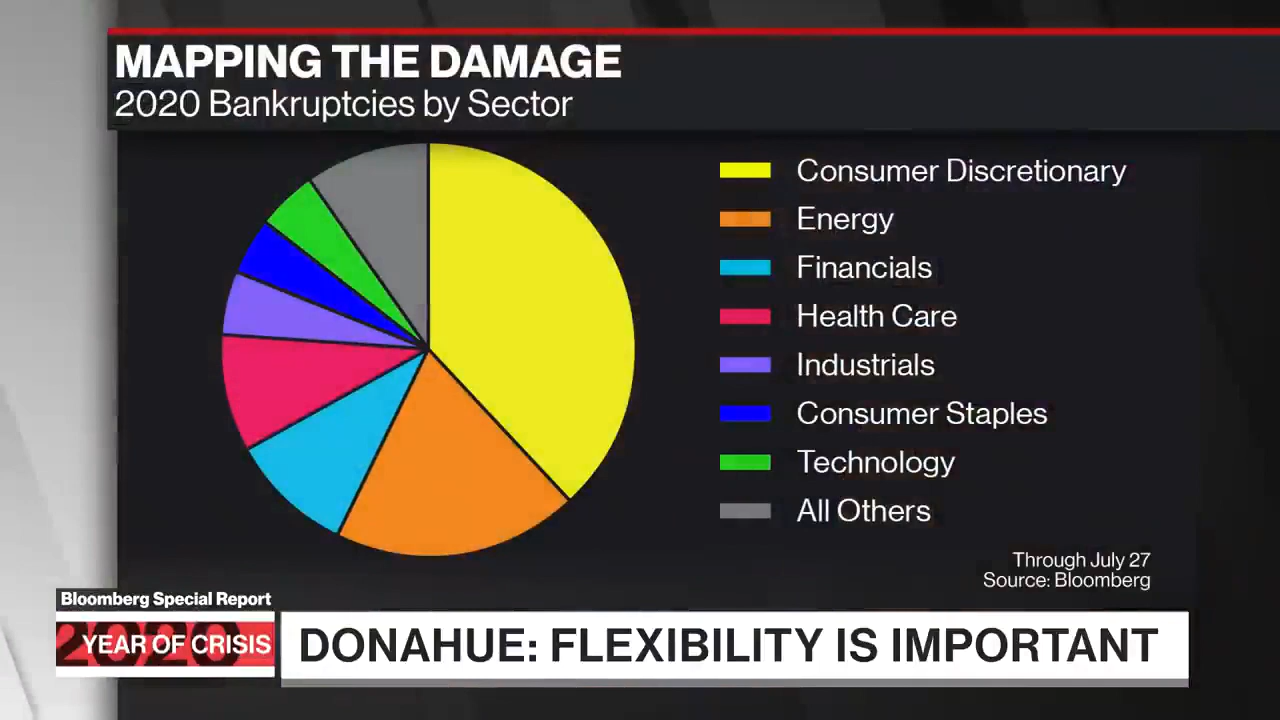 MAPPING THE DAMAGE
2020 Bankruptcies by Sector
Consumer Discretionary
Energy
Financials
Health Care
Industrials
Consumer Staples
Technology
All Others
Through July 27
Source: Bloomberg
Bloomberg Special Report
2020
YEAR OF CRISIS
DONAHUE: FLEXIBILITY IS IMPORTANT